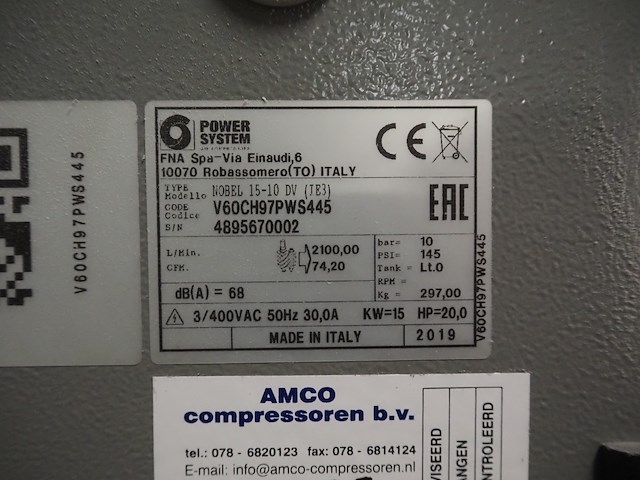 V60CH97PWS445
POWER
SYSTEM
CE
FNA Spa-Via Einaudi,6
10070 Robassomero(TO) ITALY
TYPE
Modello NOBEL 15-10 DV (IE3)
CODE
Codice V60CH97PWS445
S/N 4895670002
EAC
L/Min. 2100,00
CFM. 74,20
bar= 10
PSI= 145
Tank = Lt.0
RPM =
Kg = 297,00
dB(A) = 68
3/400VAC 50Hz 30,0A KW=15 HP=20,0
MADE IN ITALY 2019
V60CH97PWS445
AMCO
compressoren b.v.
tel.: 078 - 6820123 fax: 078 - 6814124
E-mail: info@amco-compressoren.nl